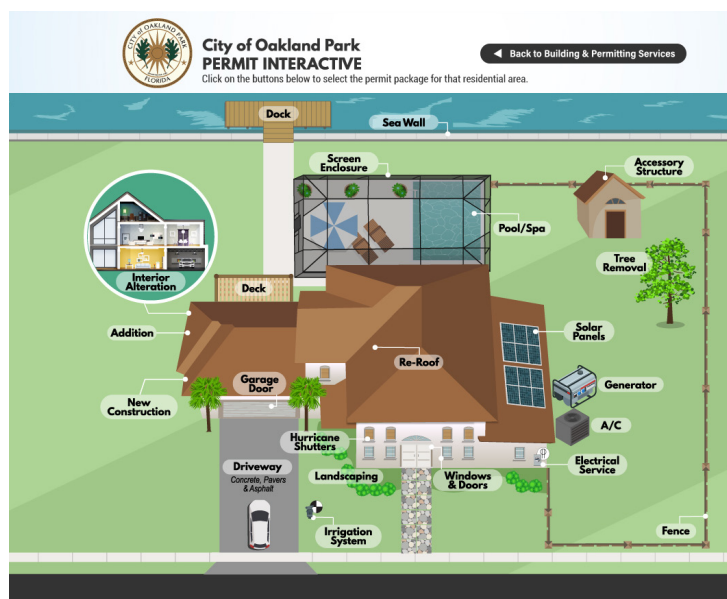 CITY OF OAKLAND PARK
FLORIDA
City of Oakland Park
PERMIT INTERACTIVE
Click on the buttons below to select the permit package for that residential area.
Back to Building & Permitting Services
Dock
Sea Wall
Screen
Enclosure
Accessory
Structure
Pool/Spa
Tree
Removal
Interior
Alteration
Deck
Addition
Solar
Panels
Re-Roof
Garage
Door
Generator
New
Construction
A/C
Hurricane
Shutters
Electrical
Service
Driveway
Concrete, Pavers
& Asphalt
Landscaping
Windows
& Doors
Irrigation
System
Fence